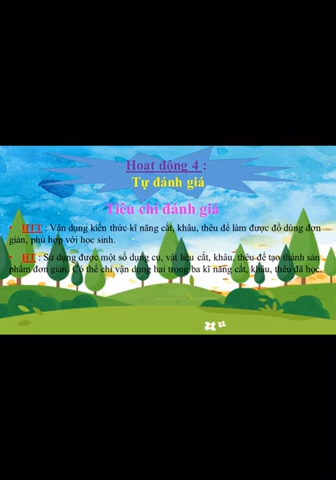 Hoạt động 4 :
Tự đánh giá
Tiêu chí đánh giá
• HTT : Vận dụng kiến thức kĩ năng cắt, khâu, thêu để làm được đồ dùng đơn
giản, phù hợp với học sinh.
• HT : Sử dụng được một số dụng cụ, vật liệu cắt, khâu, thêu để tạo thành sản
phẩm đơn giản. Có thể chỉ vận dụng hai trong ba kĩ năng cắt, khâu, thêu đã học.